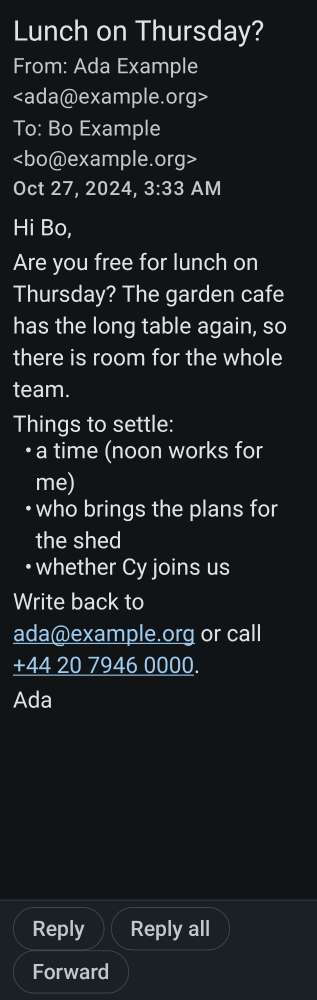 Lunch on Thursday?
From: Ada Example
<ada@example.org>
To: Bo Example
<bo@example.org>
Oct 27, 2024, 3:33 AM
Hi Bo,
Are you free for lunch on
Thursday? The garden cafe
has the long table again, so
there is room for the whole
team.
Things to settle:
• a time (noon works for
me)
• who brings the plans for
the shed
• whether Cy joins us
Write back to
ada@example.org or call
+44 20 7946 0000.
Ada
Reply
Reply all
Forward